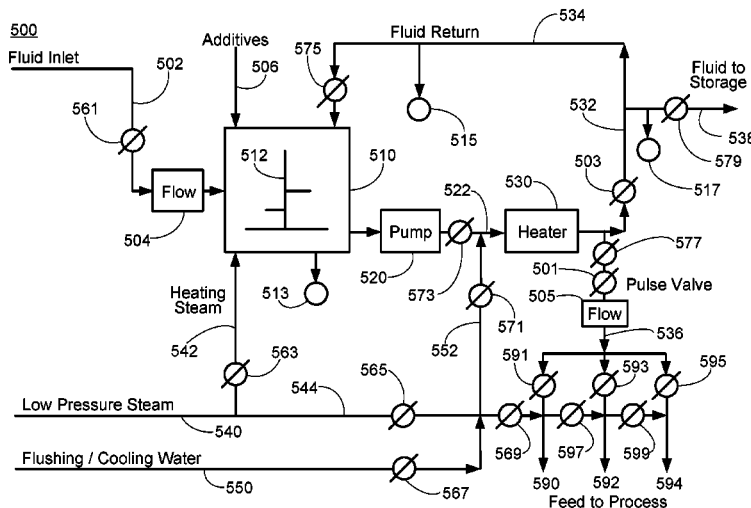 500
Fluid Inlet
502
Additives
506
Fluid Return
534
575
561
515
Fluid to
Storage
532
538
579
512
510
503
517
Flow
504
522
530
Pump
Heater
520
573
577
501
Pulse Valve
505
Flow
513
Heating
Steam
542
571
552
536
563
591
593
595
544
565
Low Pressure Steam
540
569
597
599
Flushing / Cooling Water
550
567
590
592
594
Feed to Process